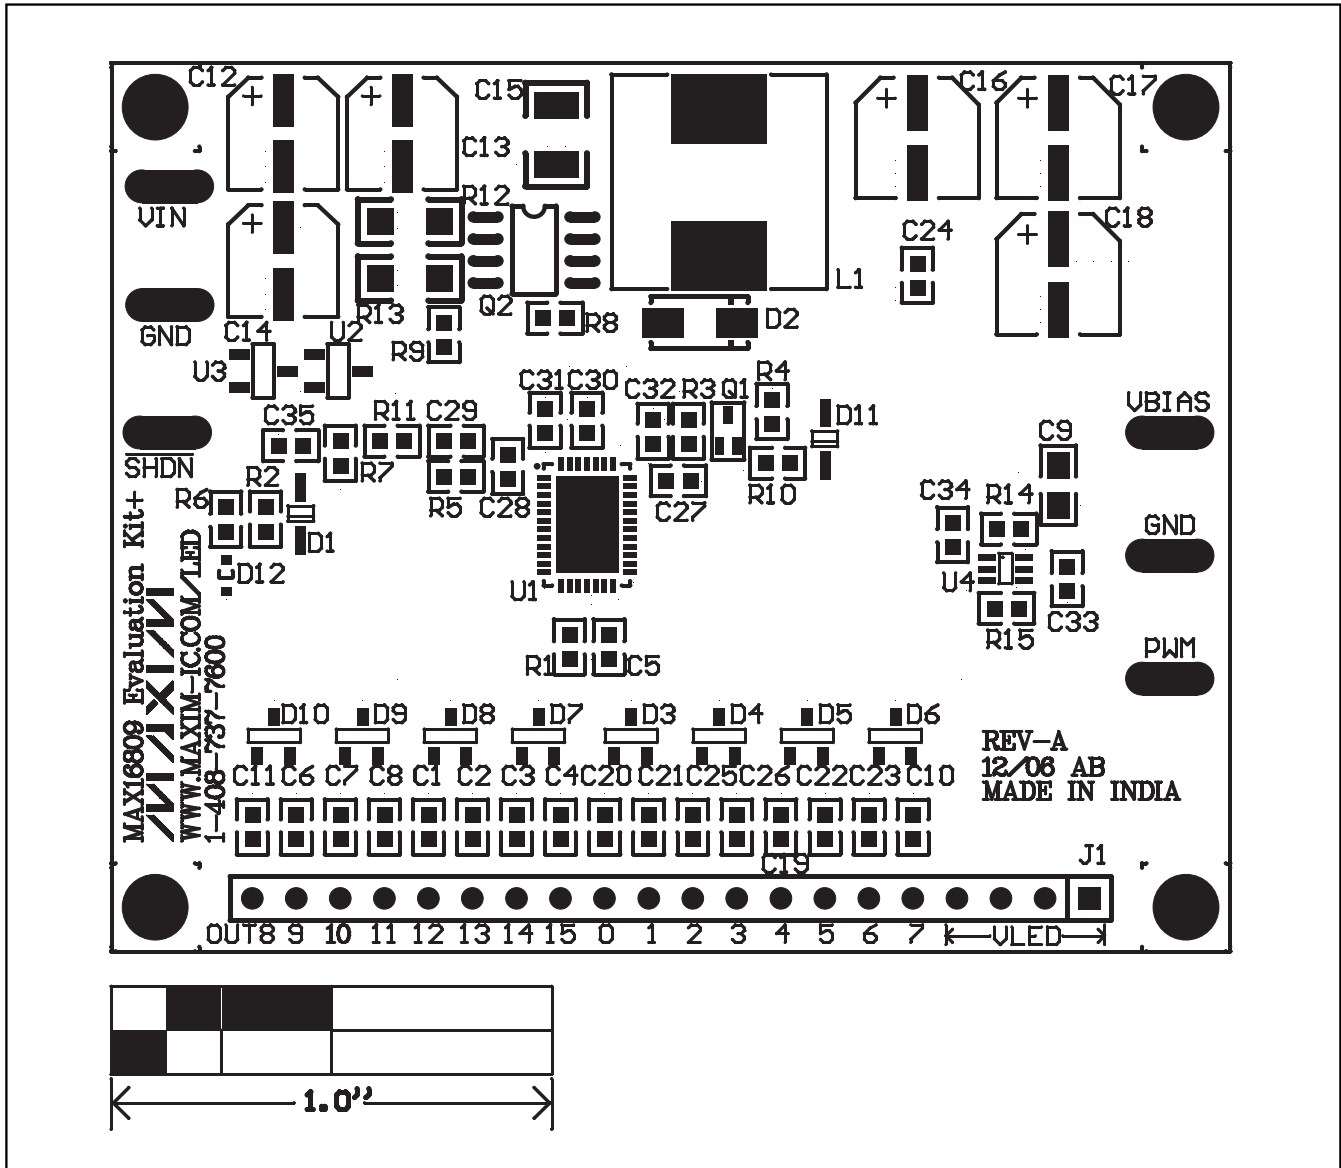 C12
C15
C16
C17
C13
R12
VIN
C18
C24
L1
Q2
R13
R8
D2
GND
C14
U2
R9
U3
R4
C31
C30
C32
R3
Q1
VBIAS
C35
R11
C29
D11
C9
SHDN
R2
R7
R6
R5
C28
C27
R10
C34
R14
GND
D1
D12
U1
U4
C33
R15
R1
C5
PWM
MAX16809 Evaluation Kit+
MAXIM
WWW.MAXIM-IC.COM/LED
1-408-737-7600
D10
D9
D8
D7
D3
D4
D5
D6
REV-A
12/06 AB
MADE IN INDIA
C11
C6
C7
C8
C1
C2
C3
C4
C20
C21
C25
C26
C22
C23
C10
C19
J1
OUT8 9 10 11 12 13 14 15 0 1 2 3 4 5 6 7 VLED
1.0"